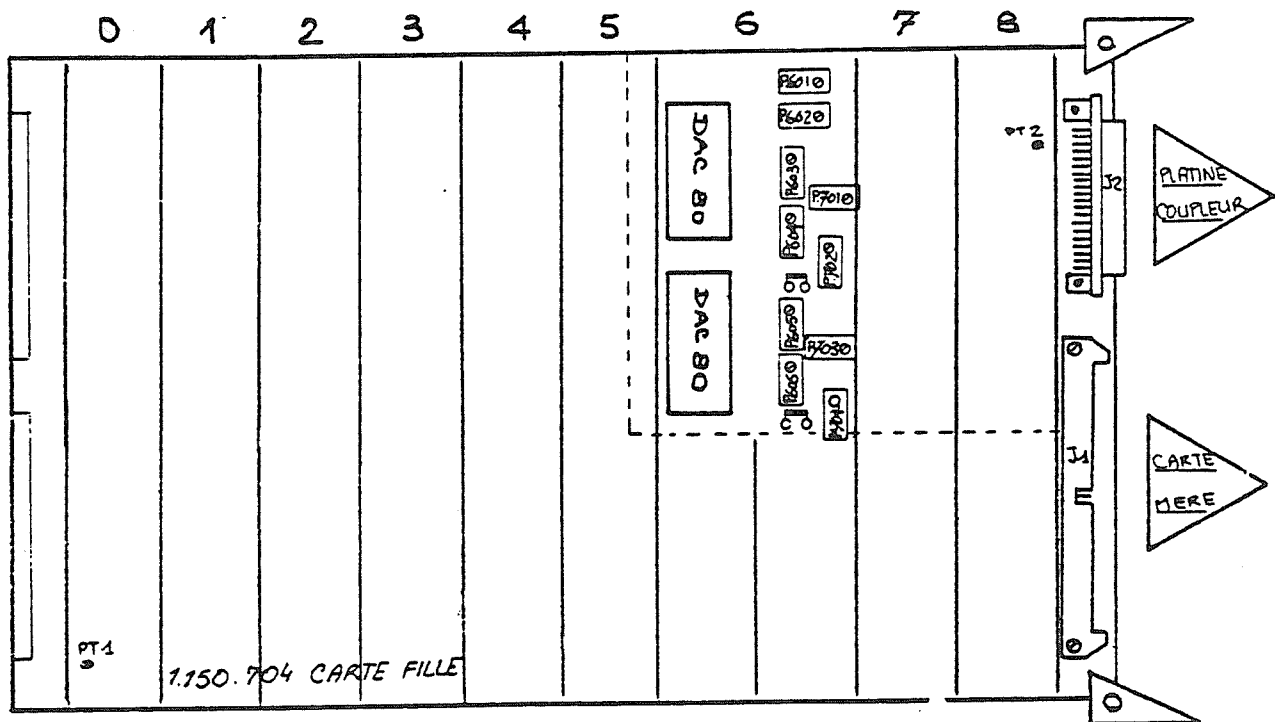 0 1 2 3 4 5 6 7 8
P6010
P6020
DAC 80
P6030
P7010
P6040
P7020
PT2
J2
PLATINE
COUPLEUR
DAC 80
P6050
P7030
P6060
J1
CARTE
MERE
PT1
1.150.704 CARTE FILLE